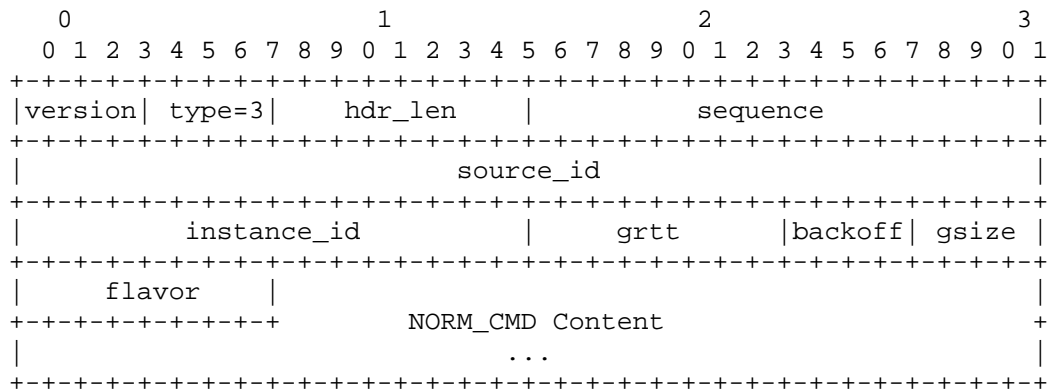 0                   1                   2                   3
0 1 2 3 4 5 6 7 8 9 0 1 2 3 4 5 6 7 8 9 0 1 2 3 4 5 6 7 8 9 0 1
+-+-+-+-+-+-+-+-+-+-+-+-+-+-+-+-+-+-+-+-+-+-+-+-+-+-+-+-+-+-+-+-+
|version| type=3|    hdr_len    |          sequence             |
+-+-+-+-+-+-+-+-+-+-+-+-+-+-+-+-+-+-+-+-+-+-+-+-+-+-+-+-+-+-+-+-+
|                           source_id                           |
+-+-+-+-+-+-+-+-+-+-+-+-+-+-+-+-+-+-+-+-+-+-+-+-+-+-+-+-+-+-+-+-+
|          instance_id          |     grtt      |backoff| gsize |
+-+-+-+-+-+-+-+-+-+-+-+-+-+-+-+-+-+-+-+-+-+-+-+-+-+-+-+-+-+-+-+-+
|     flavor    |                                               |
+-+-+-+-+-+-+-+-+        NORM_CMD Content                       +
|                              ...                              |
+-+-+-+-+-+-+-+-+-+-+-+-+-+-+-+-+-+-+-+-+-+-+-+-+-+-+-+-+-+-+-+-+